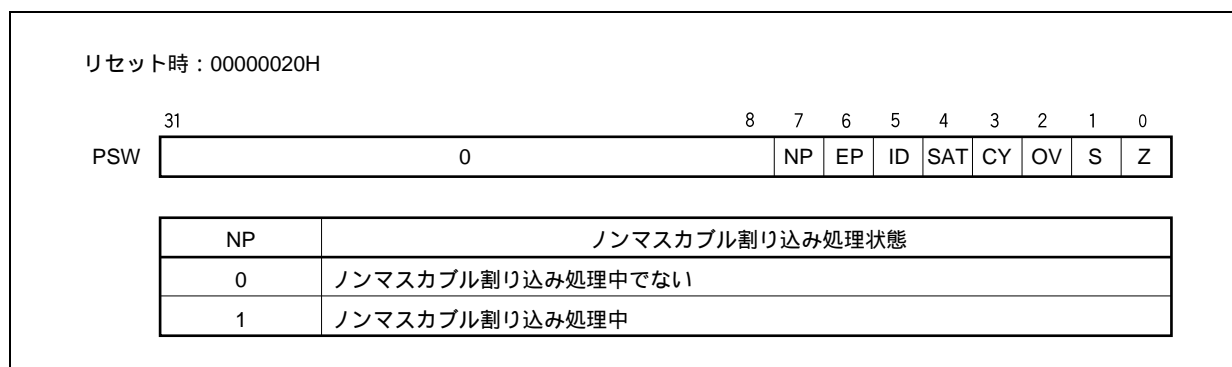 リセット時：00000020H
31 8 7 6 5 4 3 2 1 0
PSW 0 NP EP ID SAT CY OV S Z
NP ノンマスカブル割り込み処理状態
0 ノンマスカブル割り込み処理中でない
1 ノンマスカブル割り込み処理中